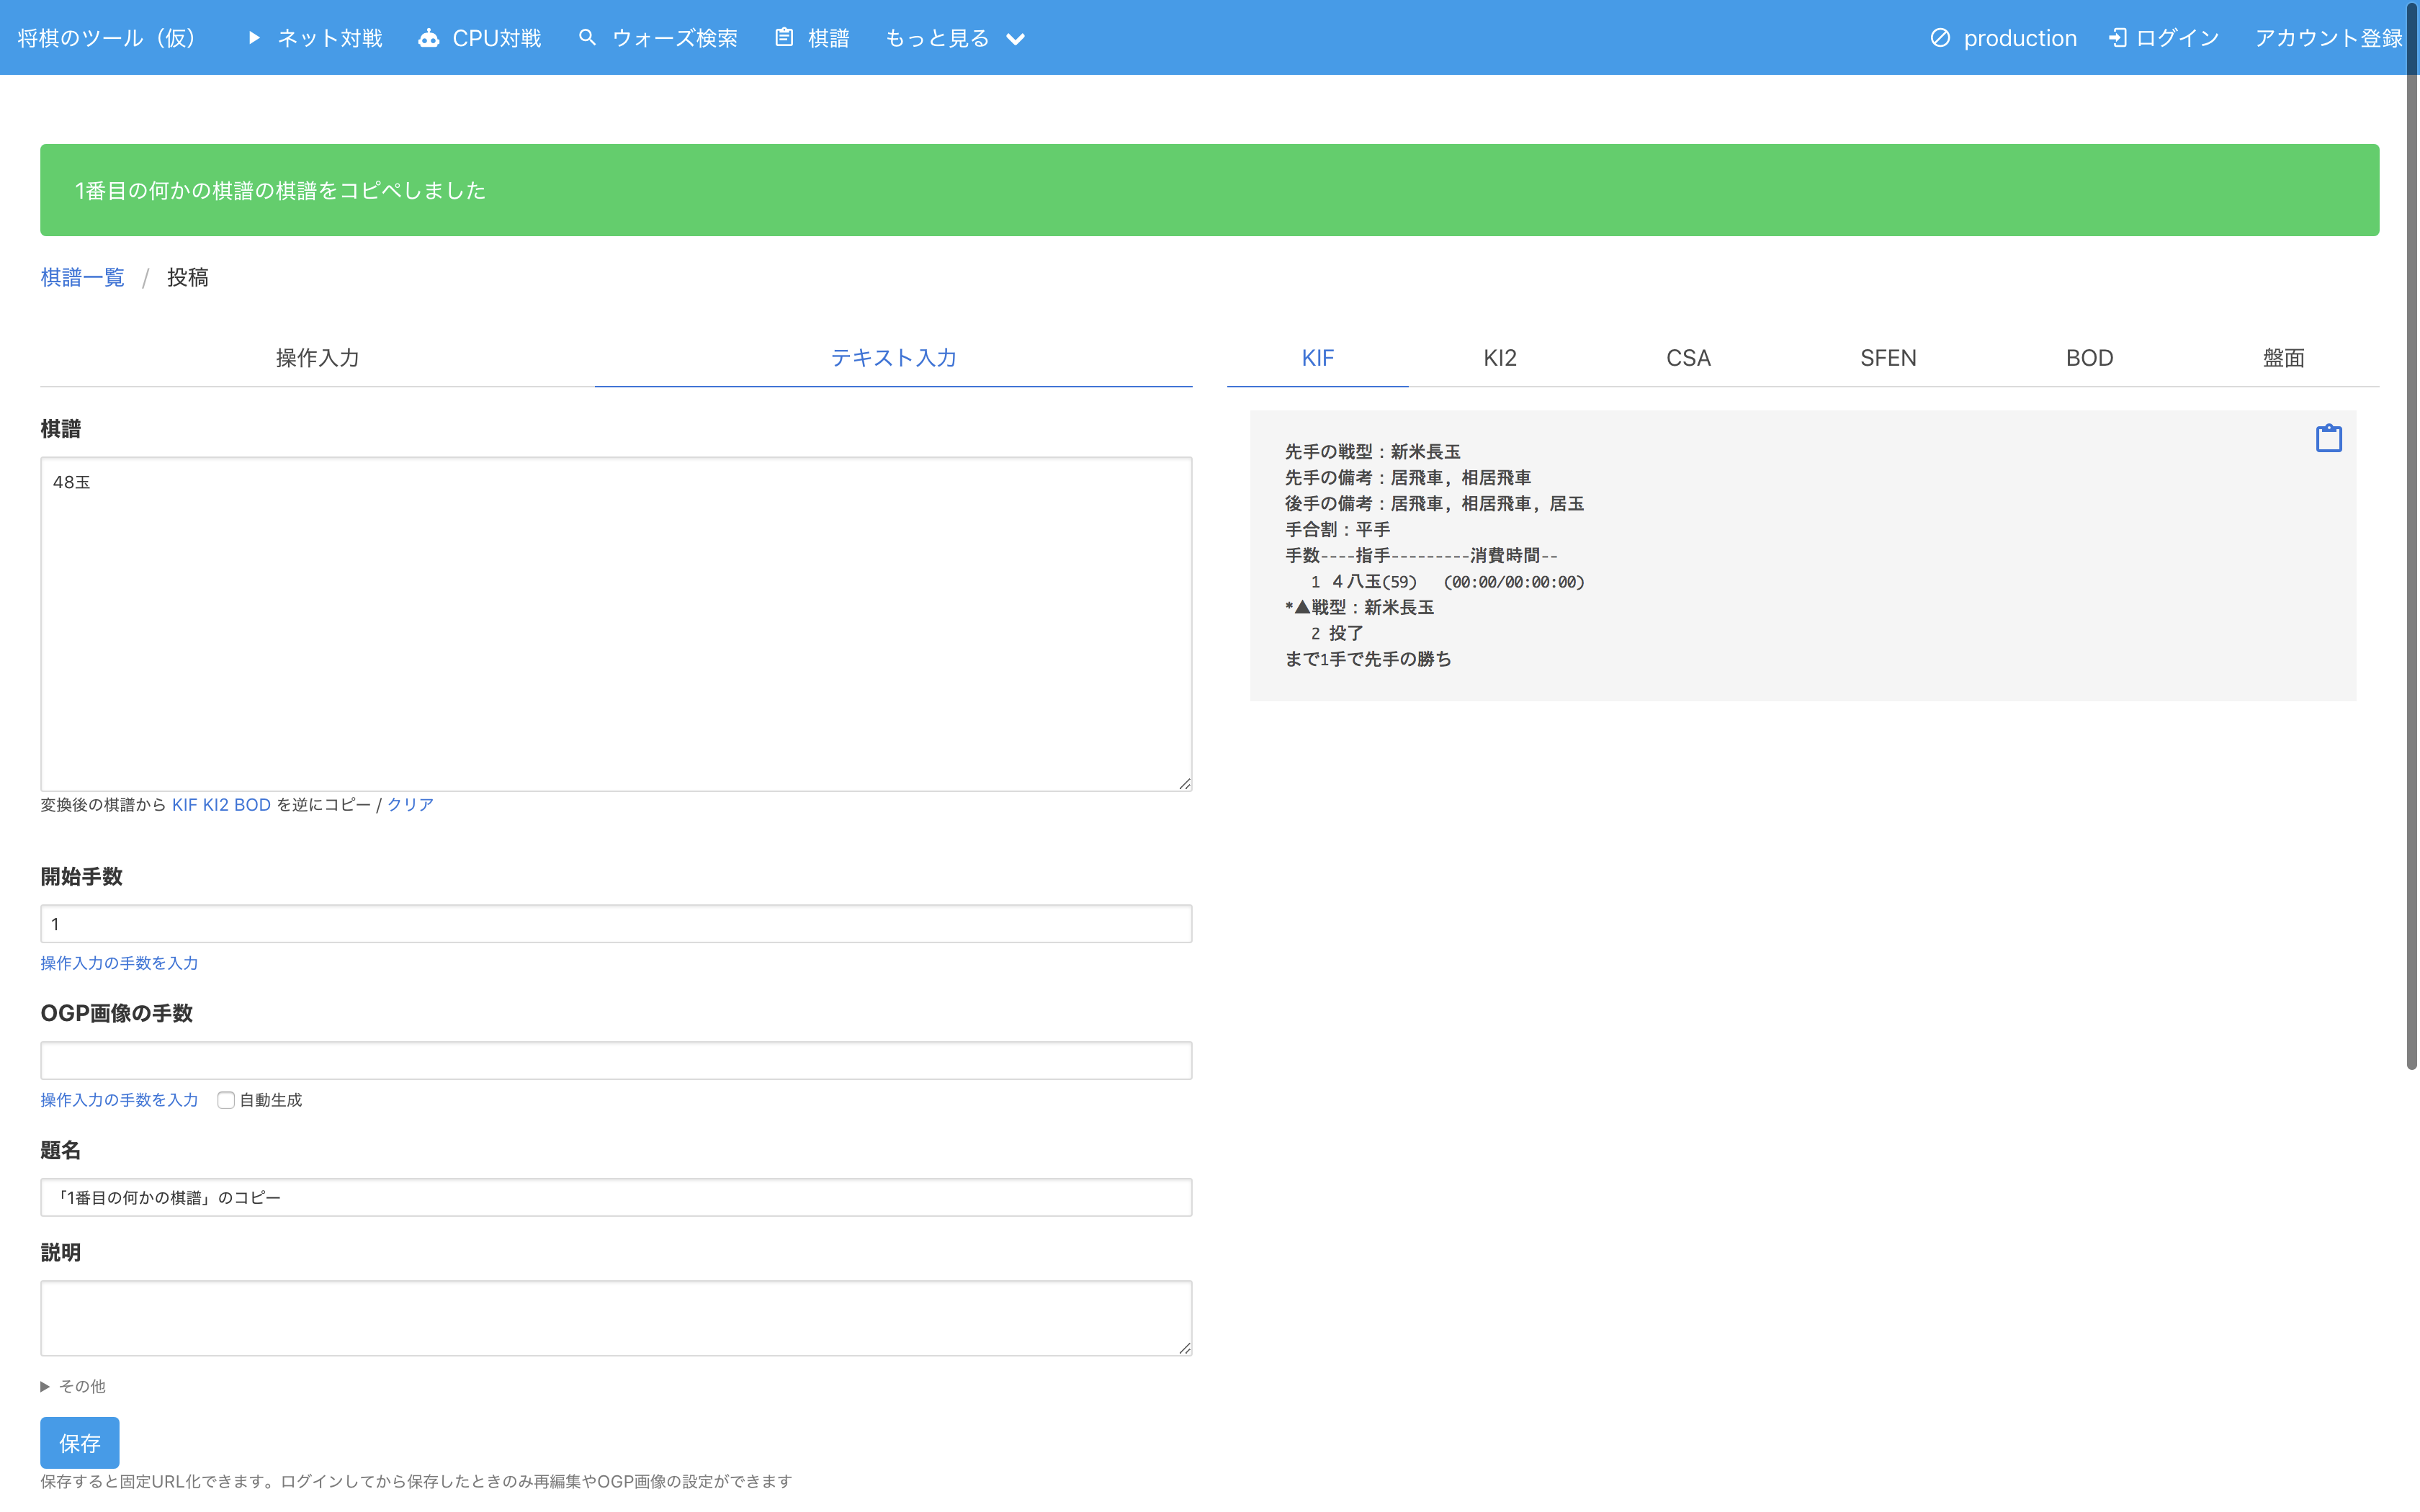 将棋のツール（仮） ネット対戦 CPU対戦 ウォーズ検索 棋譜 もっと見る production ログイン アカウント登録
1番目の何かの棋譜の棋譜をコピペしました
棋譜一覧 / 投稿
操作入力 テキスト入力
棋譜
48玉
変換後の棋譜から KIF KI2 BOD を逆にコピー / クリア
開始手数
1
操作入力の手数を入力
OGP画像の手数
操作入力の手数を入力 自動生成
題名
「1番目の何かの棋譜」のコピー
説明
その他
保存
保存すると固定URL化できます。ログインしてから保存したときのみ再編集やOGP画像の設定ができます
KIF KI2 CSA SFEN BOD 盤面
先手の戦型：新米長玉
先手の備考：居飛車, 相居飛車
後手の備考：居飛車, 相居飛車, 居玉
手合割：平手
手数----指手---------消費時間--
1 ４八玉(59) (00:00/00:00:00)
*▲戦型：新米長玉
2 投了
まで1手で先手の勝ち